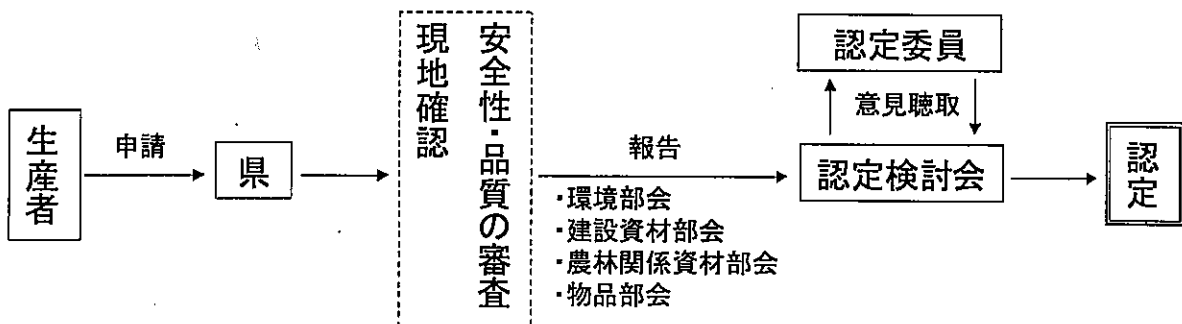 生産者
申請
県
安全性・品質の審査
現地確認
報告
・環境部会
・建設資材部会
・農林関係資材部会
・物品部会
認定委員
意見聴取
認定検討会
認定